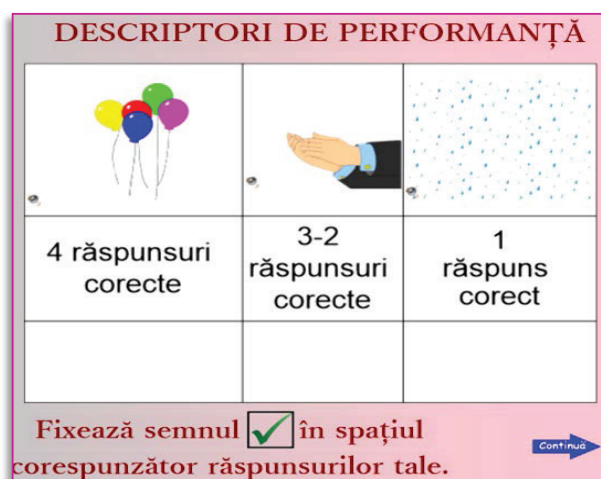 DESCRIPTORI DE PERFORMANȚĂ
4 răspunsuri
corecte
3-2
răspunsuri
corecte
1
răspuns
corect
Fixează semnul în spațiul
corespunzător răspunsurilor tale.
Continuă